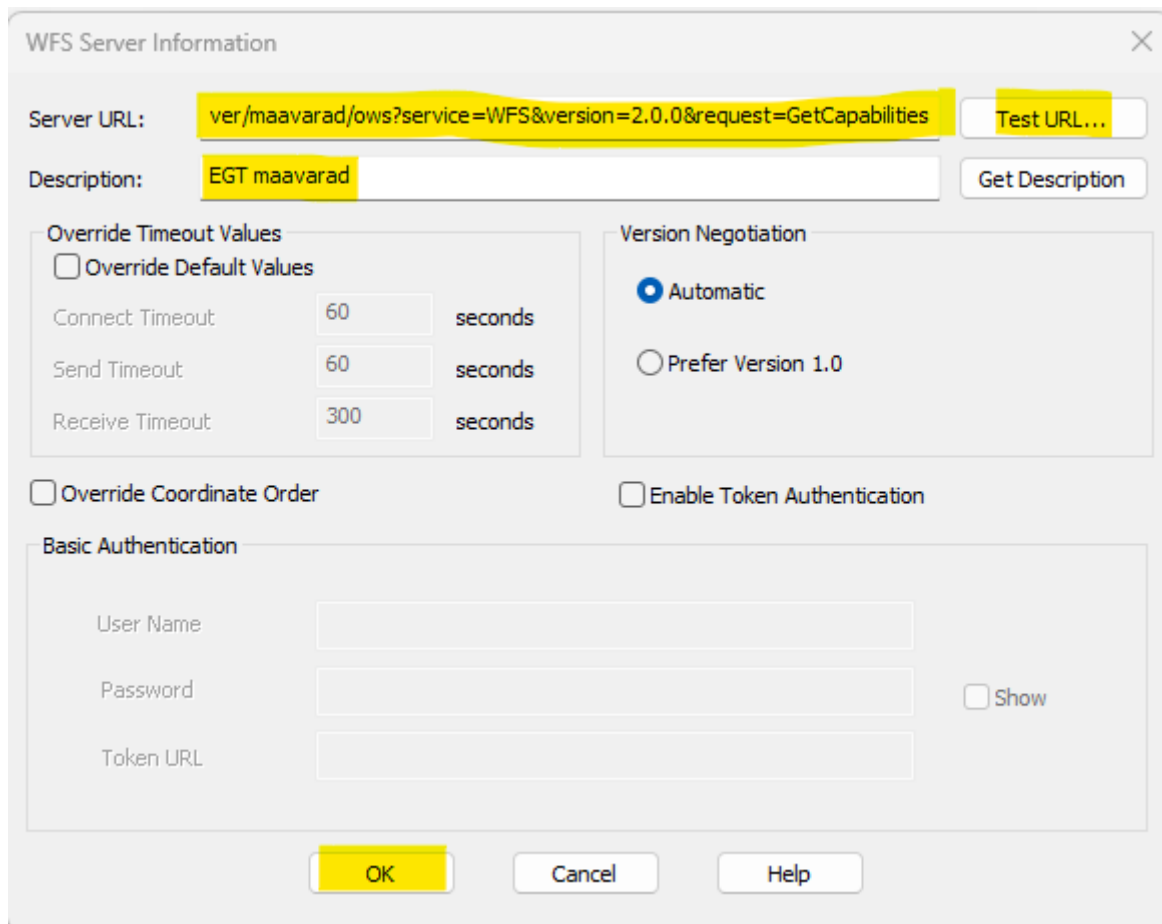 WFS Server Information
Server URL: ver/maavarad/ows?service=WFS&version=2.0.0&request=GetCapabilities Test URL...
Description: EGT maavarad Get Description
Override Timeout Values Version Negotiation
Override Default Values
Automatic
Connect Timeout 60 seconds
Send Timeout 60 seconds Prefer Version 1.0
Receive Timeout 300 seconds
Override Coordinate Order Enable Token Authentication
Basic Authentication
User Name
Password Show
Token URL
OK Cancel Help